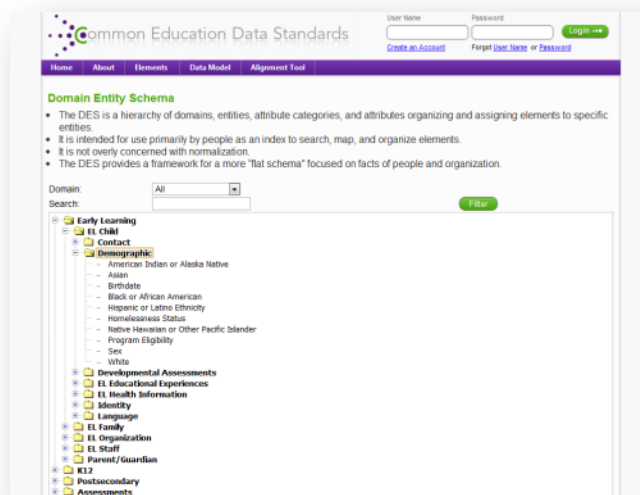 User Name Password
Common Education Data Standards
Login
Create an Account Forget User Name or Password
Home About Elements Data Model Alignment Tool
Domain Entity Schema
The DES is a hierarchy of domains, entities, attribute categories, and attributes organizing and assigning elements to specific
entities.
It is intended for use primarily by people as an index to search, map, and organize elements.
It is not overly concerned with normalization.
The DES provides a framework for a more "flat schema" focused on facts of people and organization.
Domain: All
Search: Filter
Early Learning
EL Child
Contact
Demographic
American Indian or Alaska Native
Asian
Birthdate
Black or African American
Hispanic or Latino Ethnicity
Homelessness Status
Native Hawaiian or Other Pacific Islander
Program Eligibility
Sex
White
Developmental Assessments
EL Educational Experiences
EL Health Information
Identity
Language
EL Family
EL Organization
EL Staff
Parent/Guardian
K12
Postsecondary
Assessments